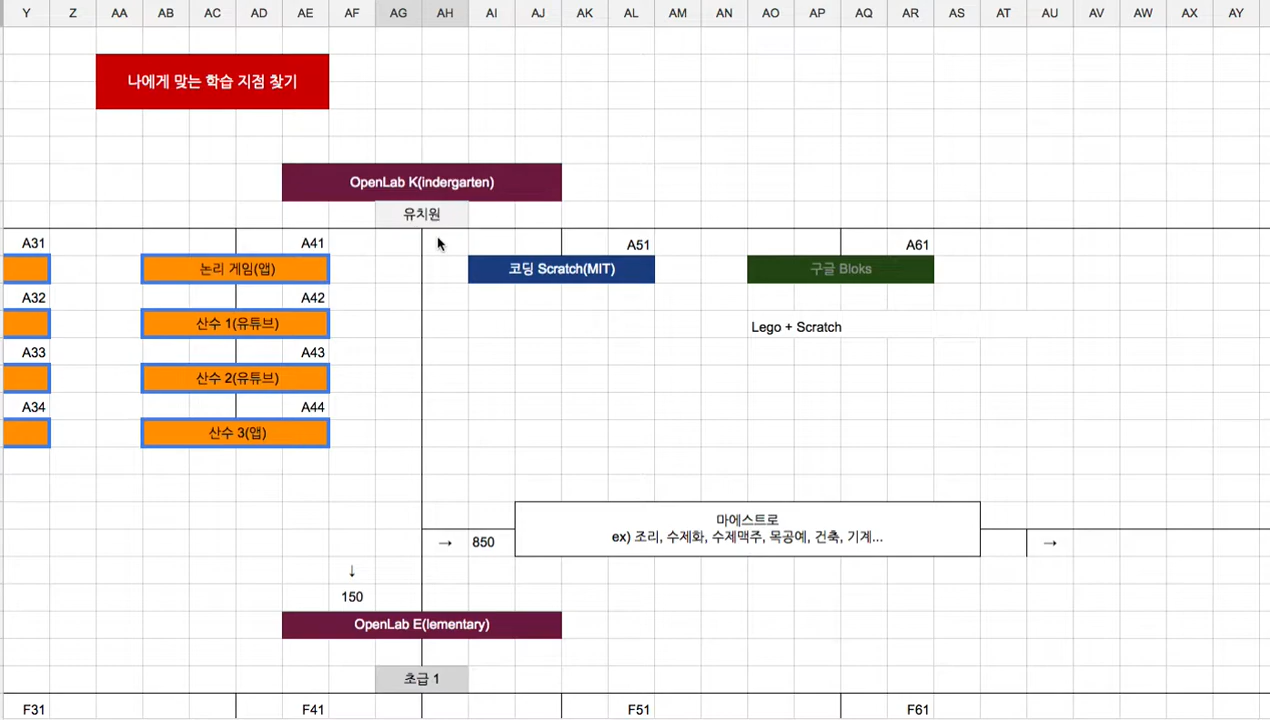 Y Z AA AB AC AD AE AF AG AH AI AJ AK AL AM AN AO AP AQ AR AS AT AU AV AW AX AY
나에게 맞는 학습 지점 찾기
OpenLab K(indergarten)
유치원
A31 A41 A51 A61
논리 게임(앱) 코딩 Scratch(MIT) 구글 Bloks
A32 A42
산수 1(유튜브) Lego + Scratch
A33 A43
산수 2(유튜브)
A34 A44
산수 3(앱)
마에스트로
ex) 조리, 수제화, 수제맥주, 목공예, 건축, 기계...
→ 850 →
↓
150
OpenLab E(lementary)
초급 1
F31 F41 F51 F61